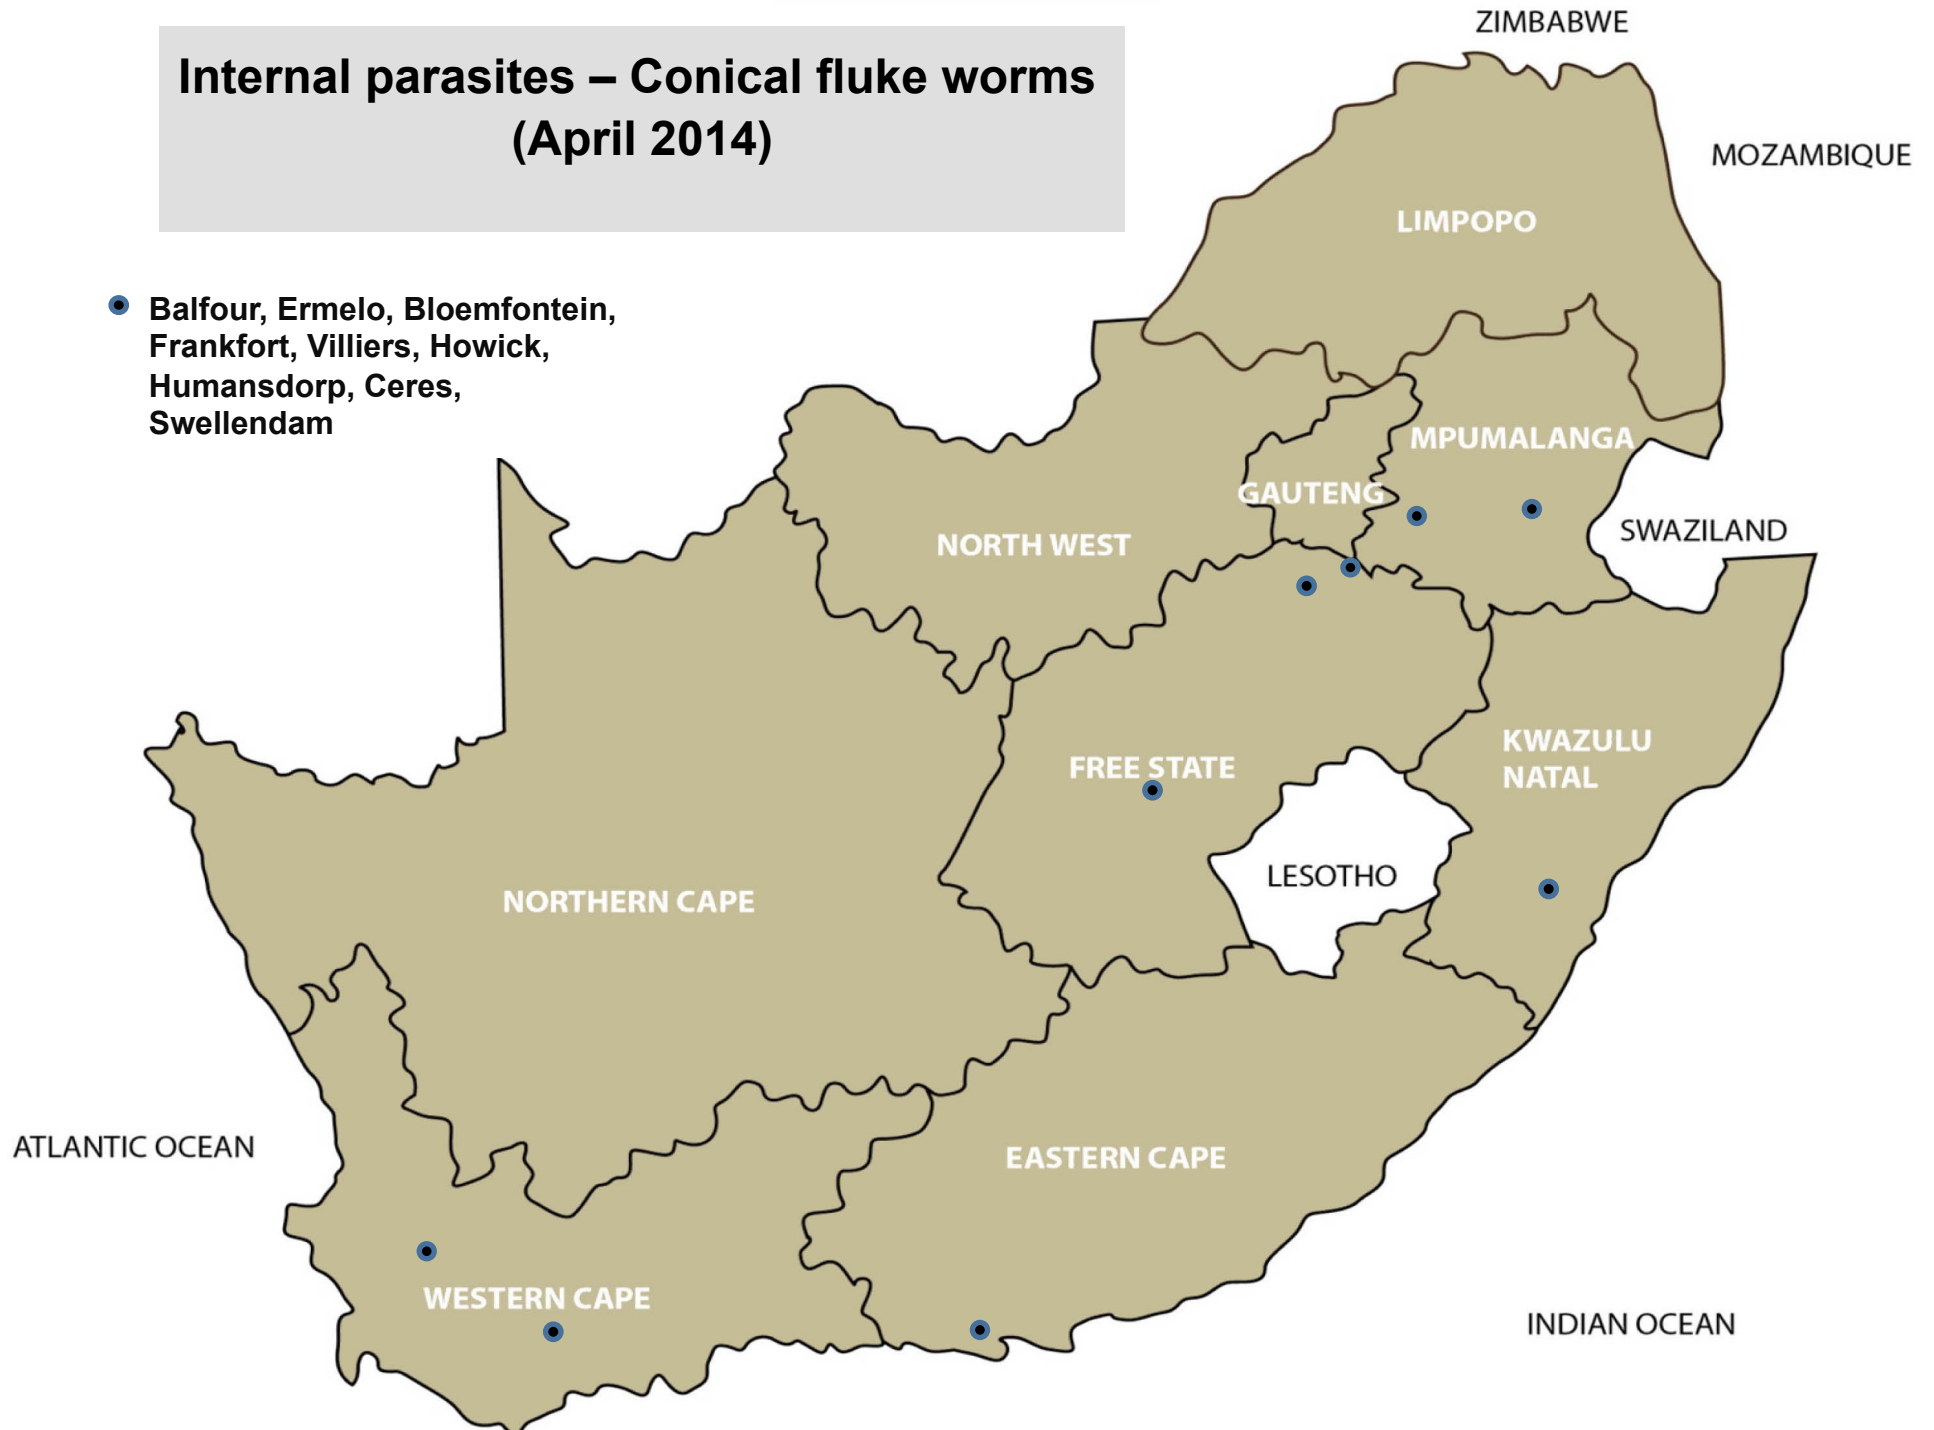 Internal parasites – Conical fluke worms
(April 2014)
Balfour, Ermelo, Bloemfontein,
Frankfort, Villiers, Howick,
Humansdorp, Ceres,
Swellendam
ZIMBABWE
MOZAMBIQUE
LIMPOPO
MPUMALANGA
GAUTENG
SWAZILAND
NORTH WEST
KWAZULU
NATAL
FREE STATE
LESOTHO
NORTHERN CAPE
ATLANTIC OCEAN
EASTERN CAPE
WESTERN CAPE
INDIAN OCEAN